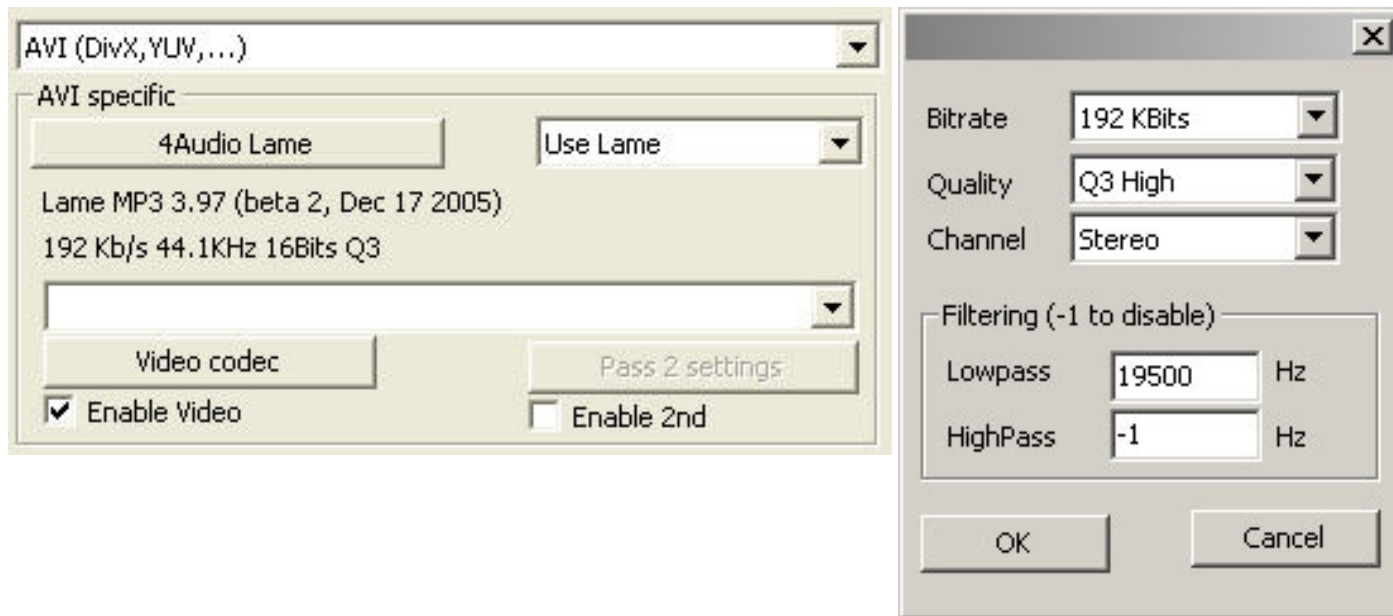 AVI (DivX,YUV,...)
AVI specific
4Audio Lame
Use Lame
Lame MP3 3.97 (beta 2, Dec 17 2005)
192 Kb/s 44.1KHz 16Bits Q3
Video codec
Pass 2 settings
Enable Video
Enable 2nd
Bitrate
192 KBits
Quality
Q3 High
Channel
Stereo
Filtering (-1 to disable)
Lowpass
19500
Hz
HighPass
-1
Hz
OK
Cancel